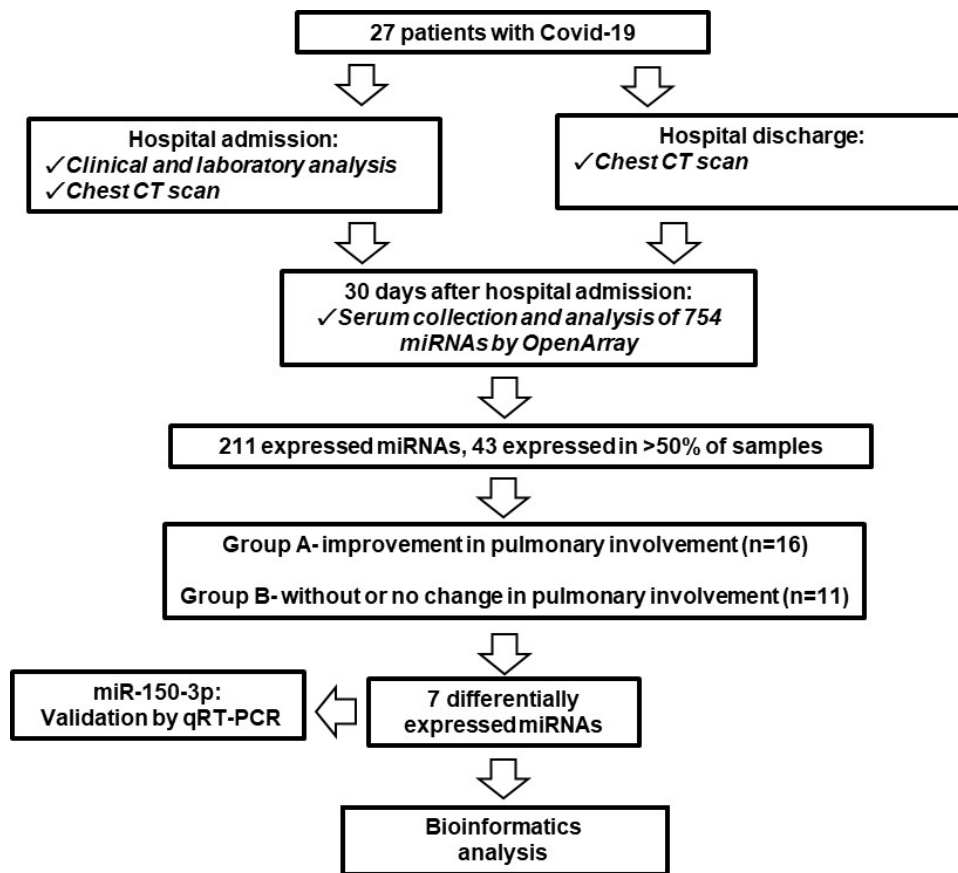 27 patients with Covid-19
Hospital admission:
✓Clinical and laboratory analysis
✓Chest CT scan
Hospital discharge:
✓Chest CT scan
30 days after hospital admission:
✓Serum collection and analysis of 754
miRNAs by OpenArray
211 expressed miRNAs, 43 expressed in >50% of samples
Group A- improvement in pulmonary involvement (n=16)
Group B- without or no change in pulmonary involvement (n=11)
miR-150-3p:
Validation by qRT-PCR
7 differentially
expressed miRNAs
Bioinformatics
analysis